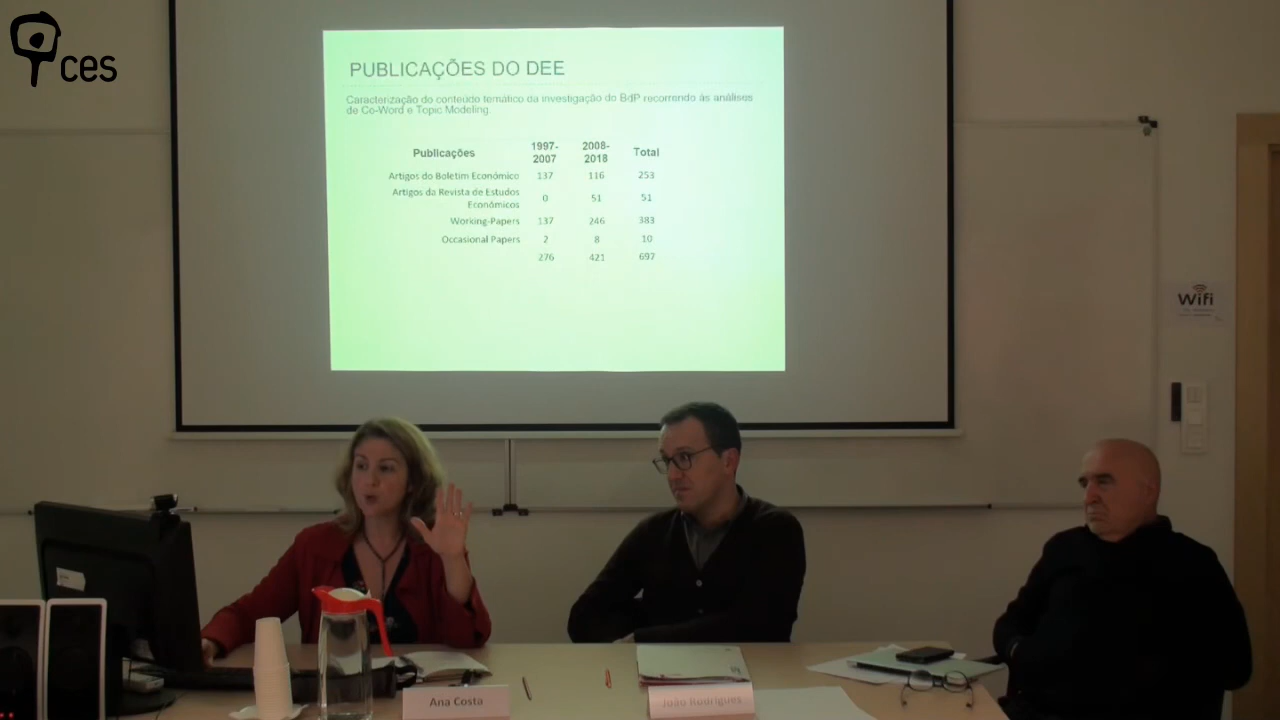 ces
PUBLICAÇÕES DO DEE
Caracterização do conteúdo temático da investigação do BdP recorrendo às análises
de Co-Word e Topic Modeling.
Publicações 1997-2007 2008-2018 Total
Artigos do Boletim Económico 137 116 253
Artigos da Revista de Estudos Económicos 0 51 51
Working-Papers 137 246 383
Occasional Papers 2 8 10
276 421 697
Wifi
Ana Costa
João Rodrigues